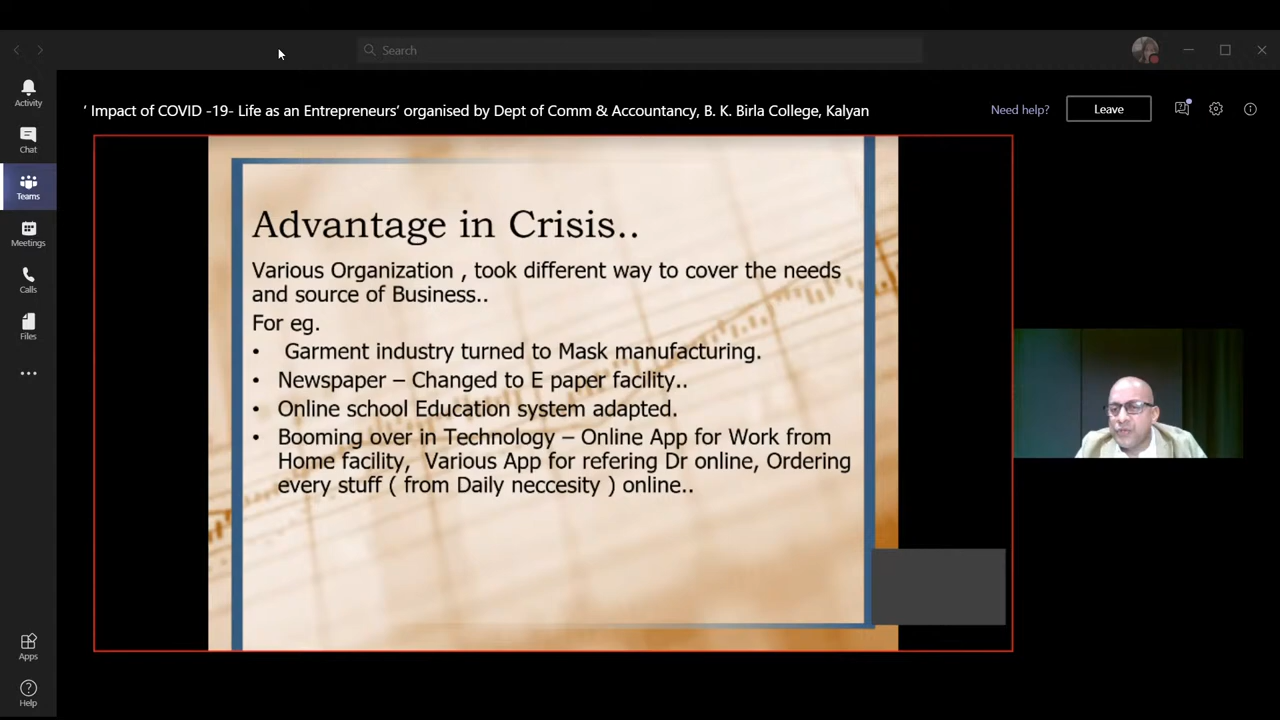 Search
Activity
Chat
Teams
Meetings
Calls
Files
Apps
Help
‘ Impact of COVID -19- Life as an Entrepreneurs’ organised by Dept of Comm & Accountancy, B. K. Birla College, Kalyan
Need help?
Leave
Advantage in Crisis..
Various Organization , took different way to cover the needs
and source of Business..
For eg.
• Garment industry turned to Mask manufacturing.
• Newspaper – Changed to E paper facility..
• Online school Education system adapted.
• Booming over in Technology – Online App for Work from
Home facility, Various App for refering Dr online, Ordering
every stuff ( from Daily neccesity ) online..